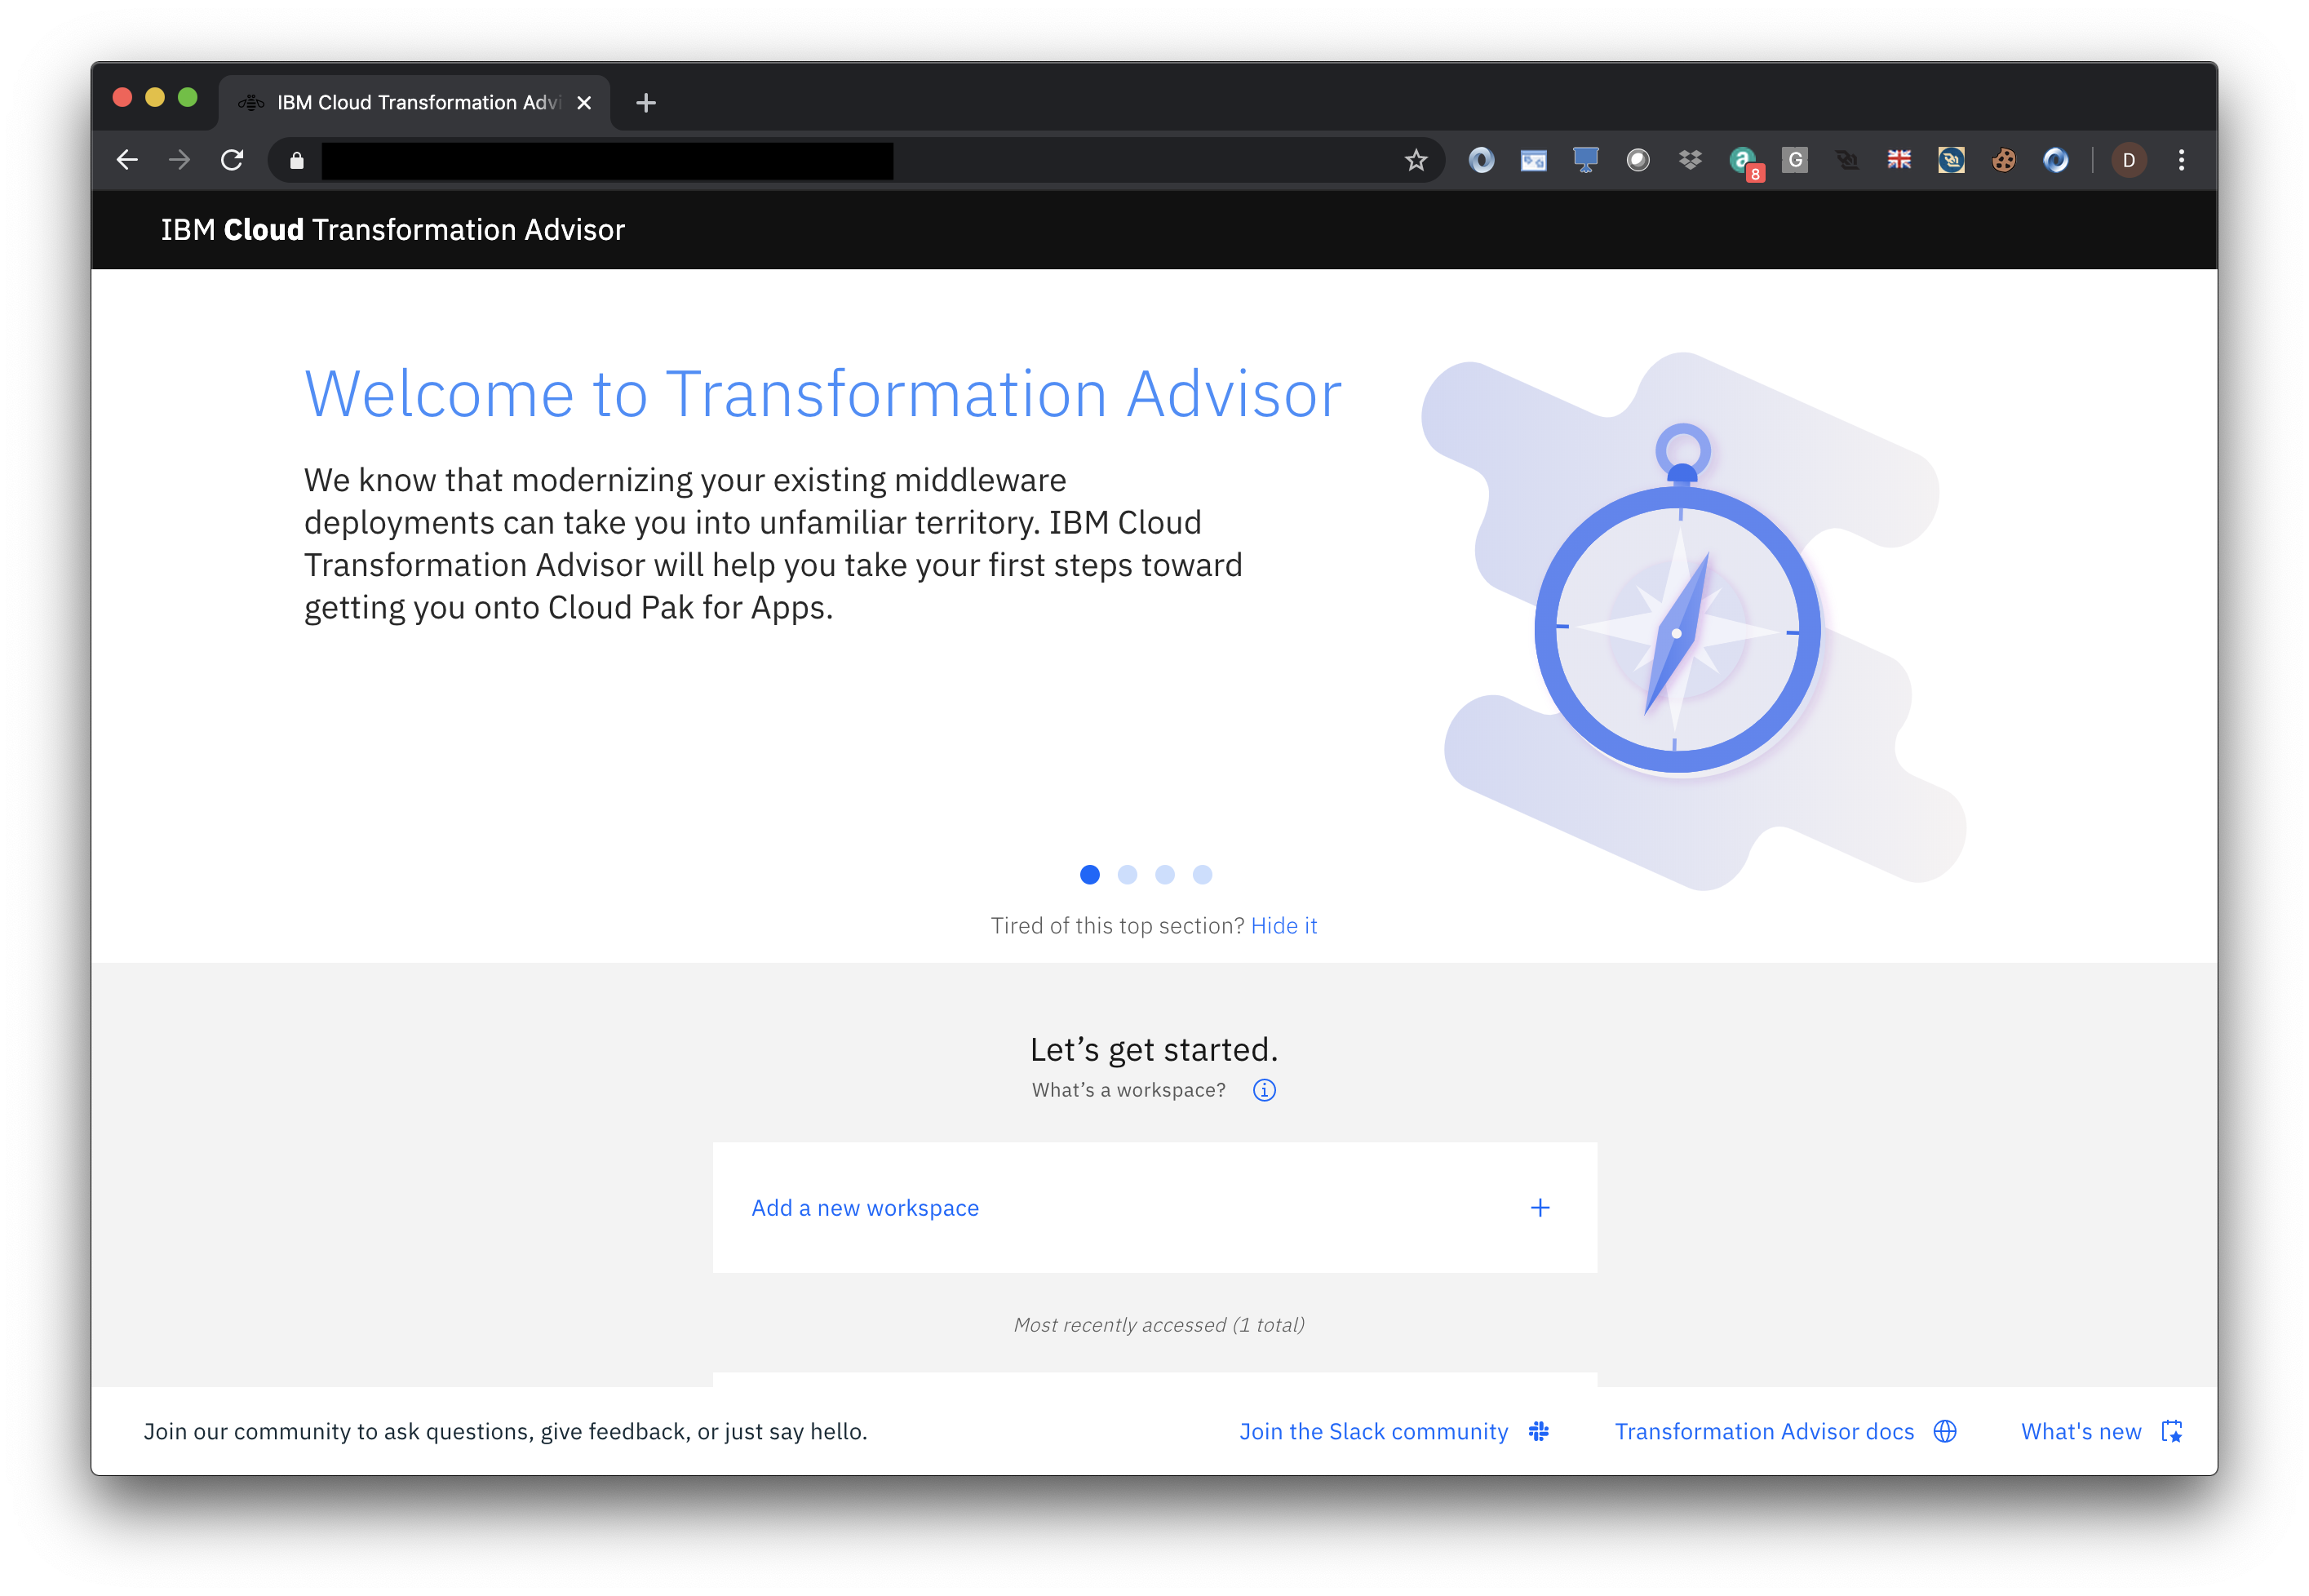 IBM Cloud Transformation Advi
a
8
G
D
IBM Cloud Transformation Advisor
Welcome to Transformation Advisor
We know that modernizing your existing middleware
deployments can take you into unfamiliar territory. IBM Cloud
Transformation Advisor will help you take your first steps toward
getting you onto Cloud Pak for Apps.
Tired of this top section? Hide it
Let’s get started.
What’s a workspace?
Add a new workspace
Most recently accessed (1 total)
Join our community to ask questions, give feedback, or just say hello.
Join the Slack community
Transformation Advisor docs
What's new